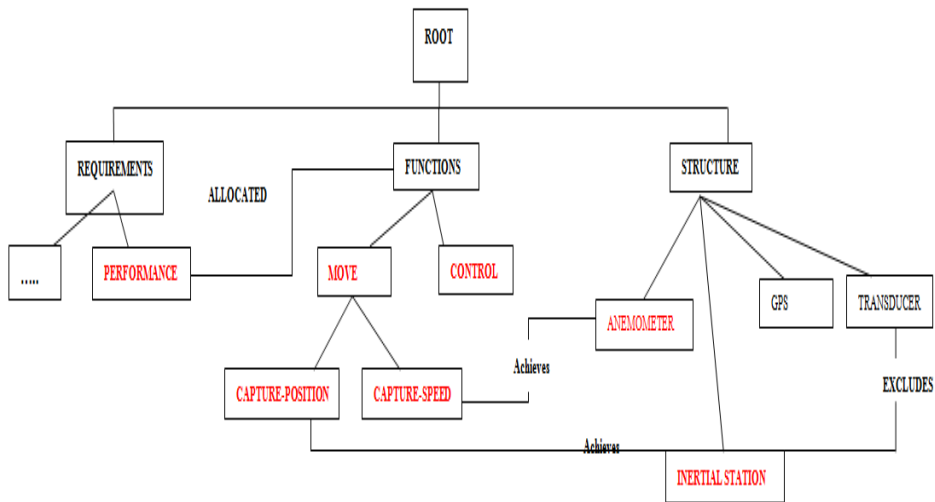 ROOT
REQUIREMENTS
FUNCTIONS
STRUCTURE
ALLOCATED
.....
PERFORMANCE
MOVE
CONTROL
ANEMOMETER
GPS
TRANSDUCER
Achieves
EXCLUDES
CAPTURE-POSITION
CAPTURE-SPEED
Achieves
INERTIAL STATION